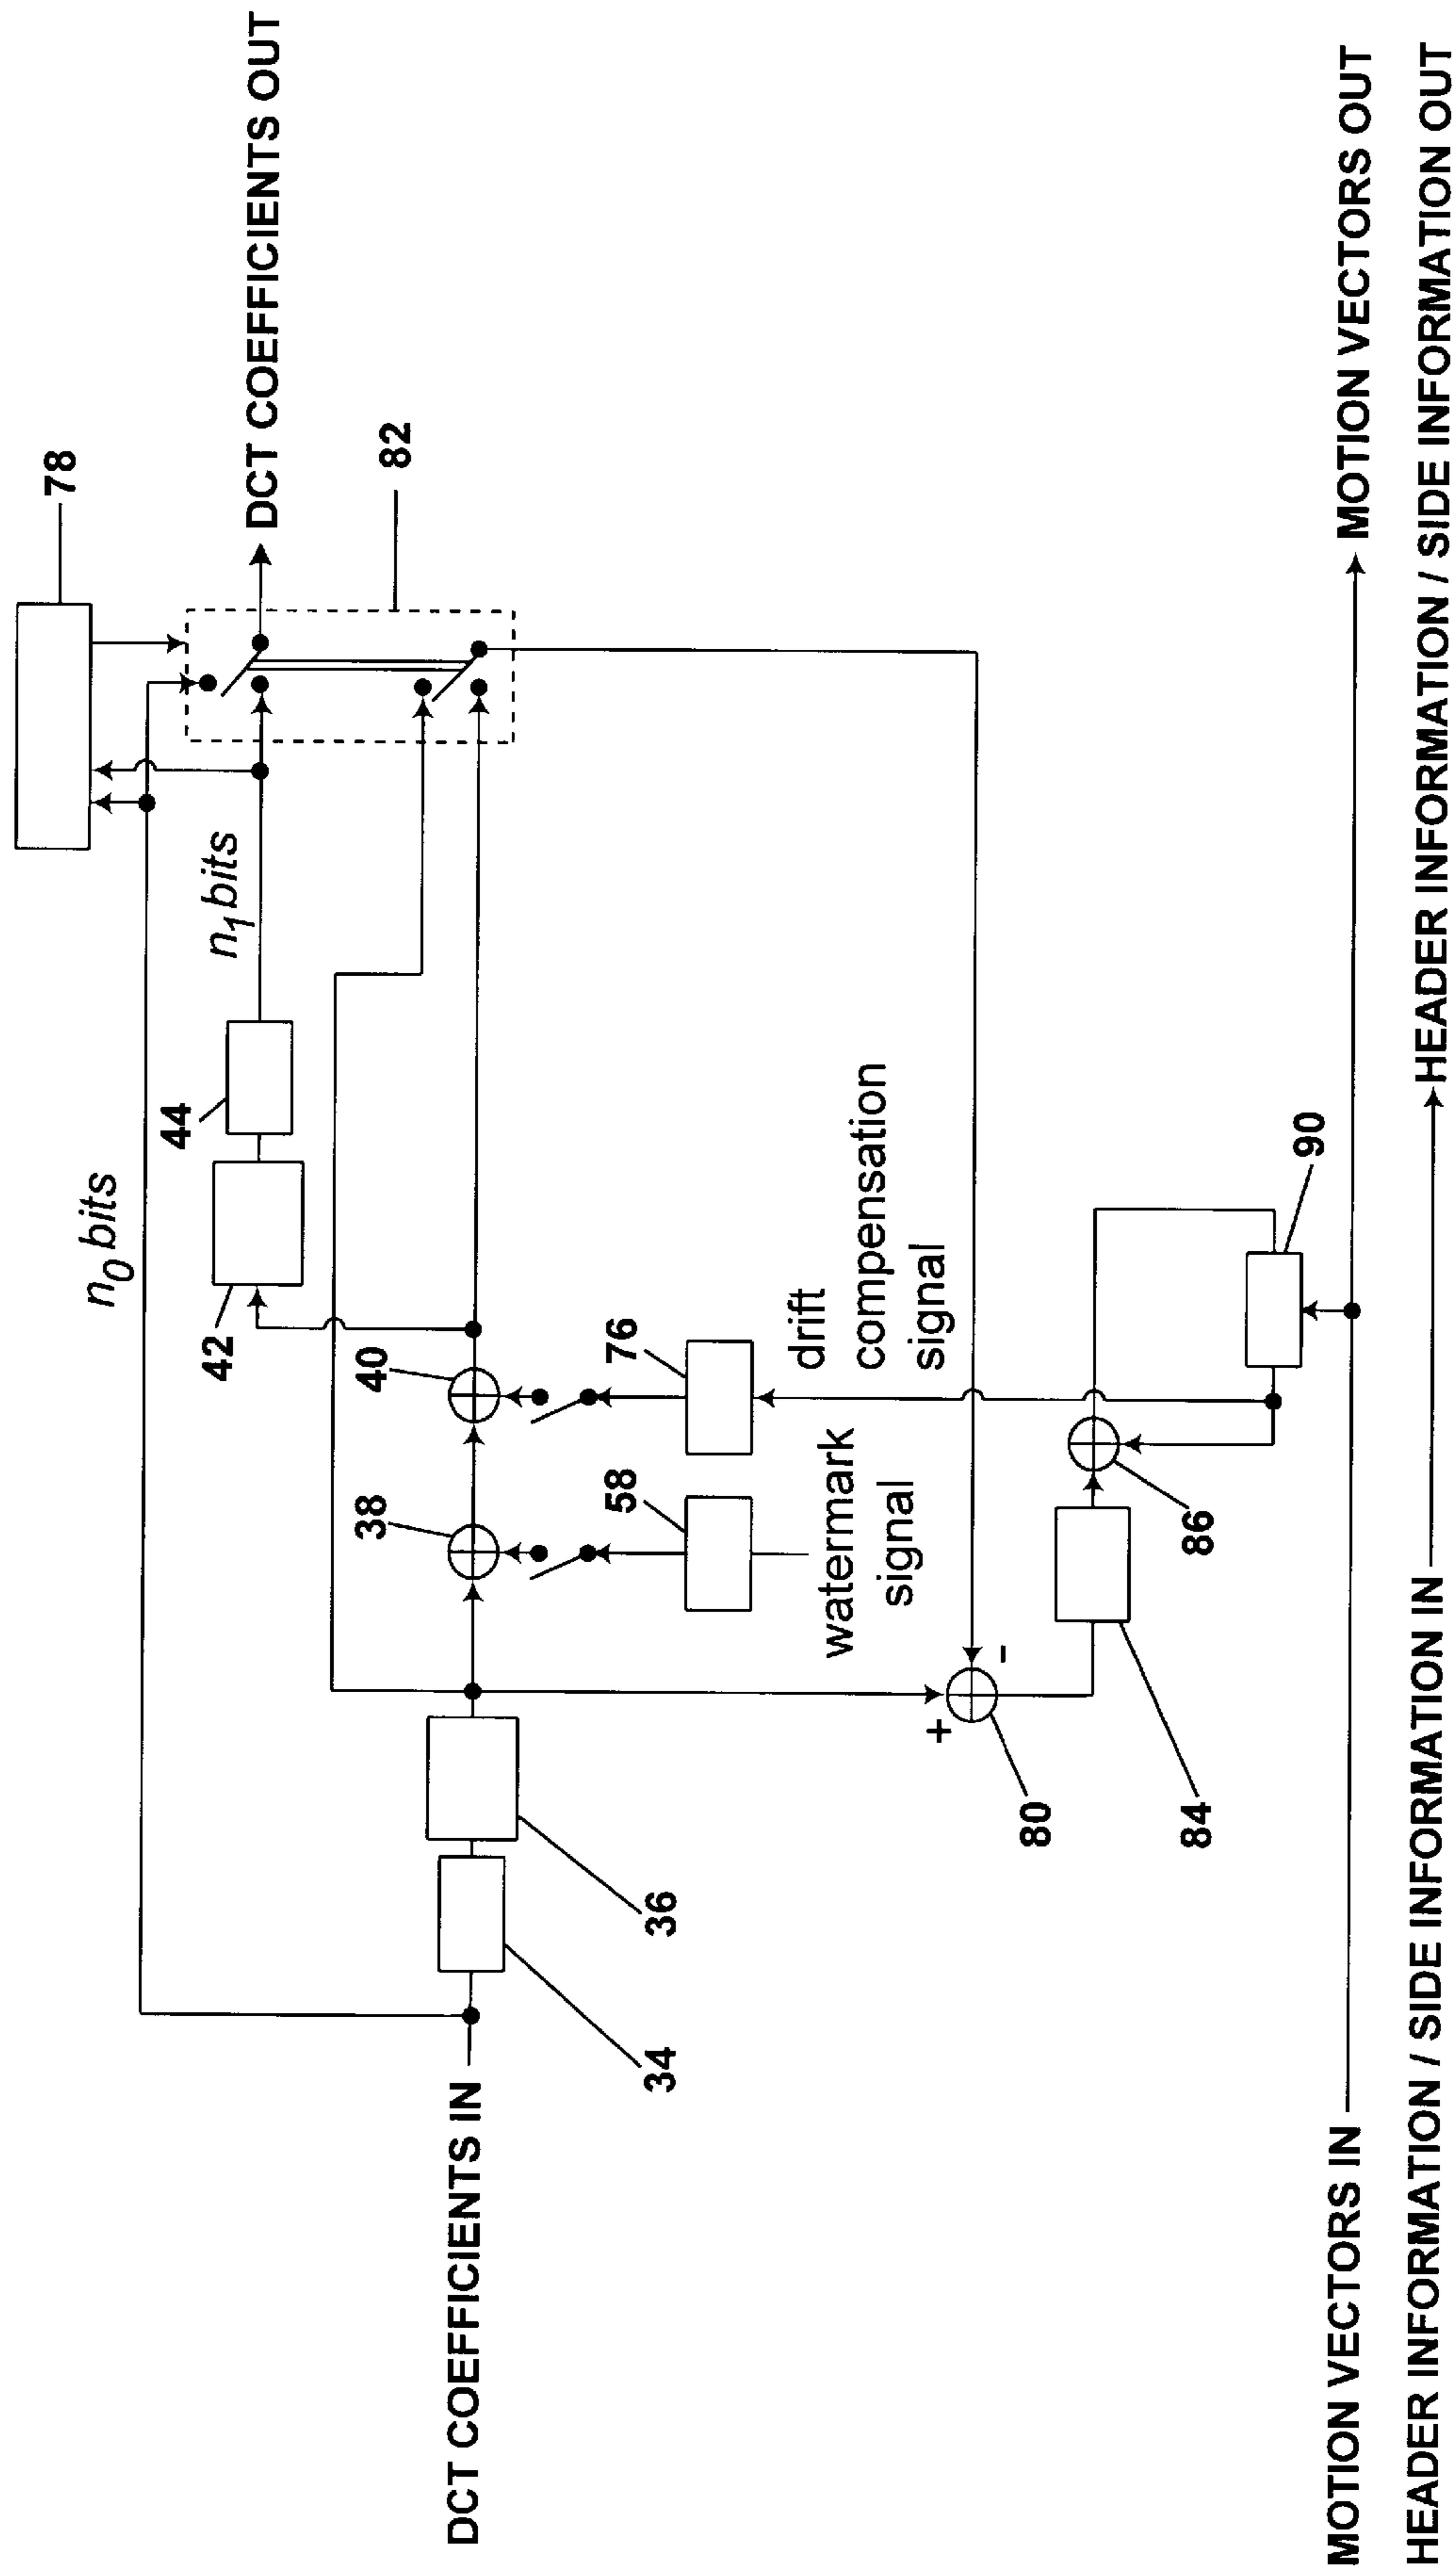 78
n0 bits
n1 bits
DCT COEFFICIENTS OUT
44
42
82
40
38
76
58
DCT COEFFICIENTS IN
36
34
drift
compensation
signal
watermark
signal
+
-
80
86
84
90
MOTION VECTORS IN
MOTION VECTORS OUT
HEADER INFORMATION / SIDE INFORMATION IN
HEADER INFORMATION / SIDE INFORMATION OUT